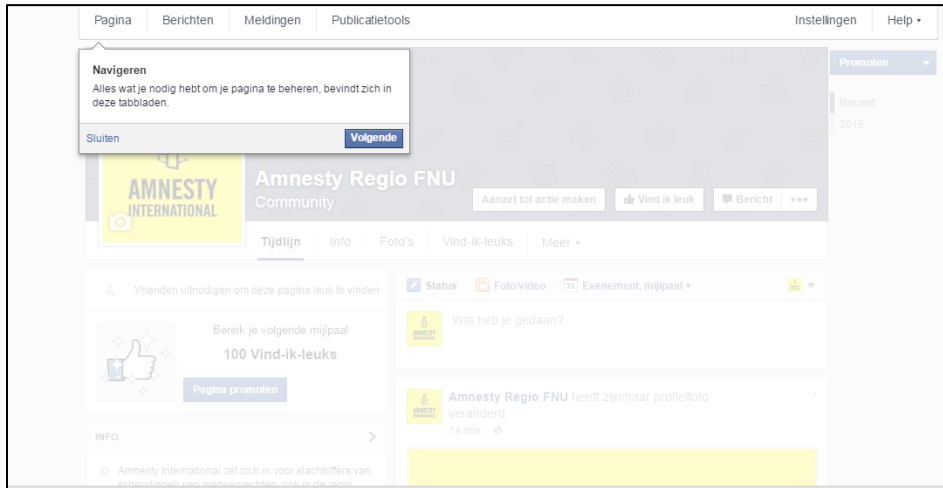 Pagina Berichten Meldingen Publicatietools Instellingen Help
Navigeren
Alles wat je nodig hebt om je pagina te beheren, bevindt zich in
deze tabbladen.
Sluiten Volgende
Promoten
Recent
2015
AMNESTY
INTERNATIONAL
Amnesty Regio FNU
Community
Aanzet tot actie maken Vind ik leuk Bericht
Tijdlijn Info Foto's Vind-ik-leuks Meer
Vrienden uitnodigen om deze pagina leuk te vinden
Bereik je volgende mijlpaal
100 Vind-ik-leuks
Pagina promoten
INFO
Amnesty International zet zich in voor slachtoffers van
schendingen van mensenrechten, ook in de regio
Status Foto/video 31 Evenement, mijlpaal +
AMNESTY
Wat heb je gedaan?
AMNESTY
Amnesty Regio FNU heeft zijn/haar profielfoto
veranderd.
14 min.